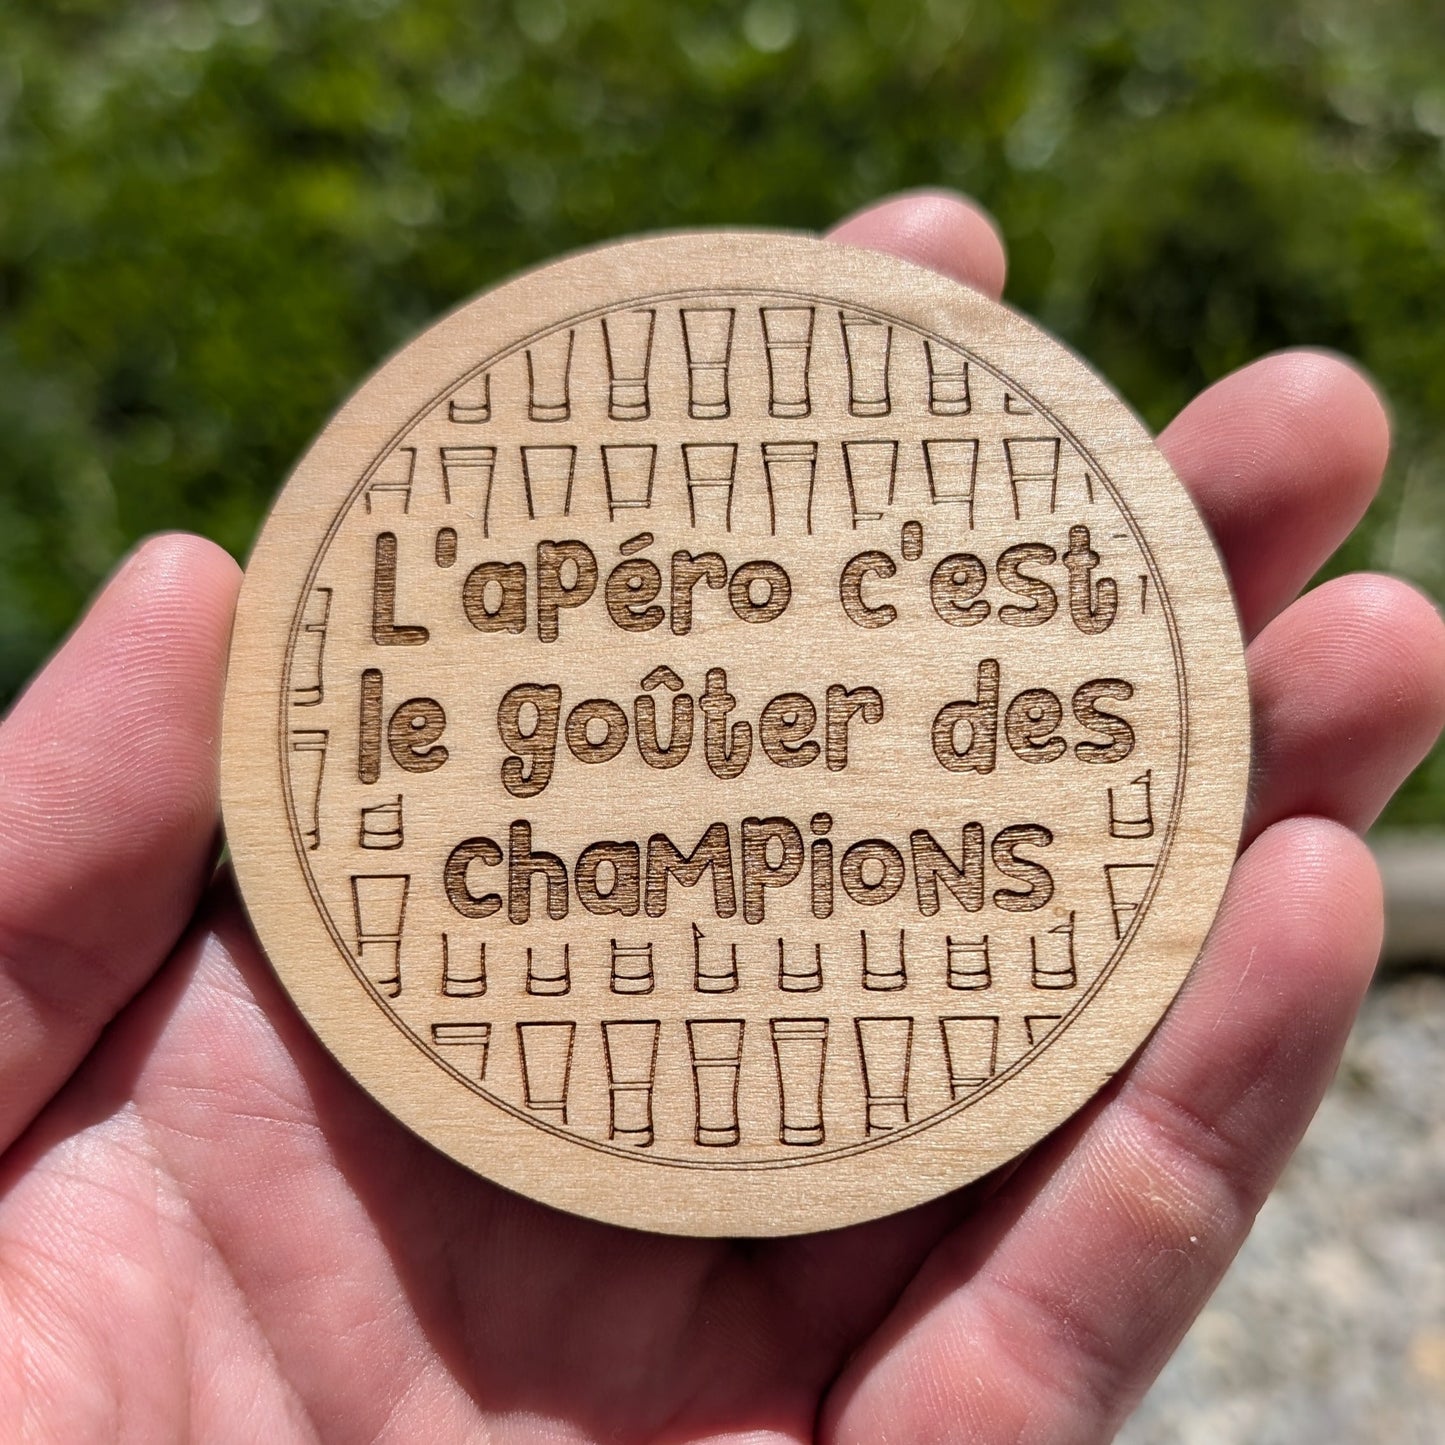 L'apéro c'est
le goûter des
champions